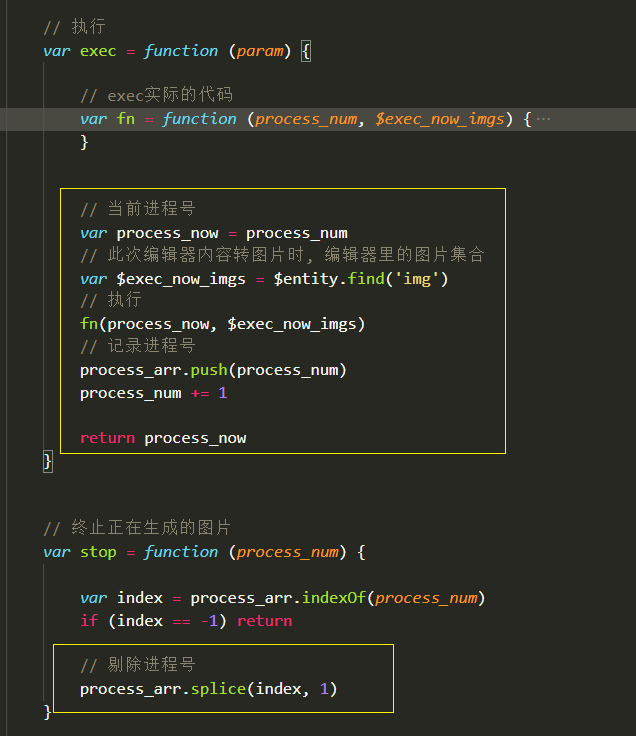 // 执行
var exec = function (param) {
// exec实际的代码
var fn = function (process_num, $exec_now_imgs) {…
}
// 当前进程号
var process_now = process_num
// 此次编辑器内容转图片时, 编辑器里的图片集合
var $exec_now_imgs = $entity.find('img')
// 执行
fn(process_now, $exec_now_imgs)
// 记录进程号
process_arr.push(process_num)
process_num += 1
return process_now
}
// 终止正在生成的图片
var stop = function (process_num) {
var index = process_arr.indexOf(process_num)
if (index == -1) return
// 剔除进程号
process_arr.splice(index, 1)
}